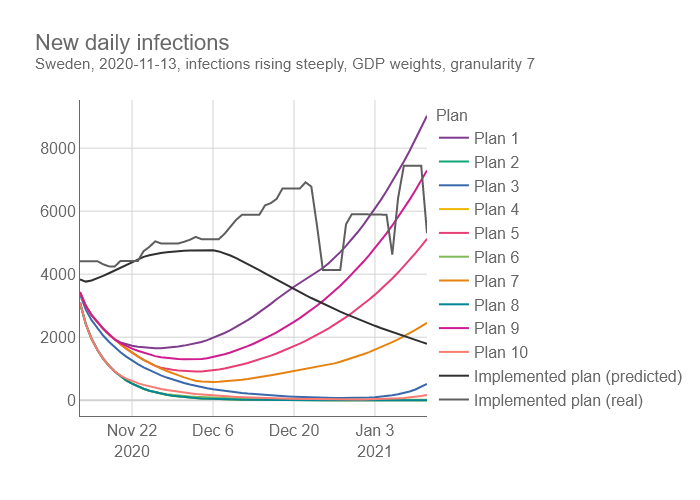 New daily infections
Sweden, 2020-11-13, infections rising steeply, GDP weights, granularity 7
Plan
Plan 1
Plan 2
Plan 3
Plan 4
Plan 5
Plan 6
Plan 7
Plan 8
Plan 9
Plan 10
Implemented plan (predicted)
Implemented plan (real)
8000
6000
4000
2000
0
Nov 22 Dec 6 Dec 20 Jan 3
2020 2021